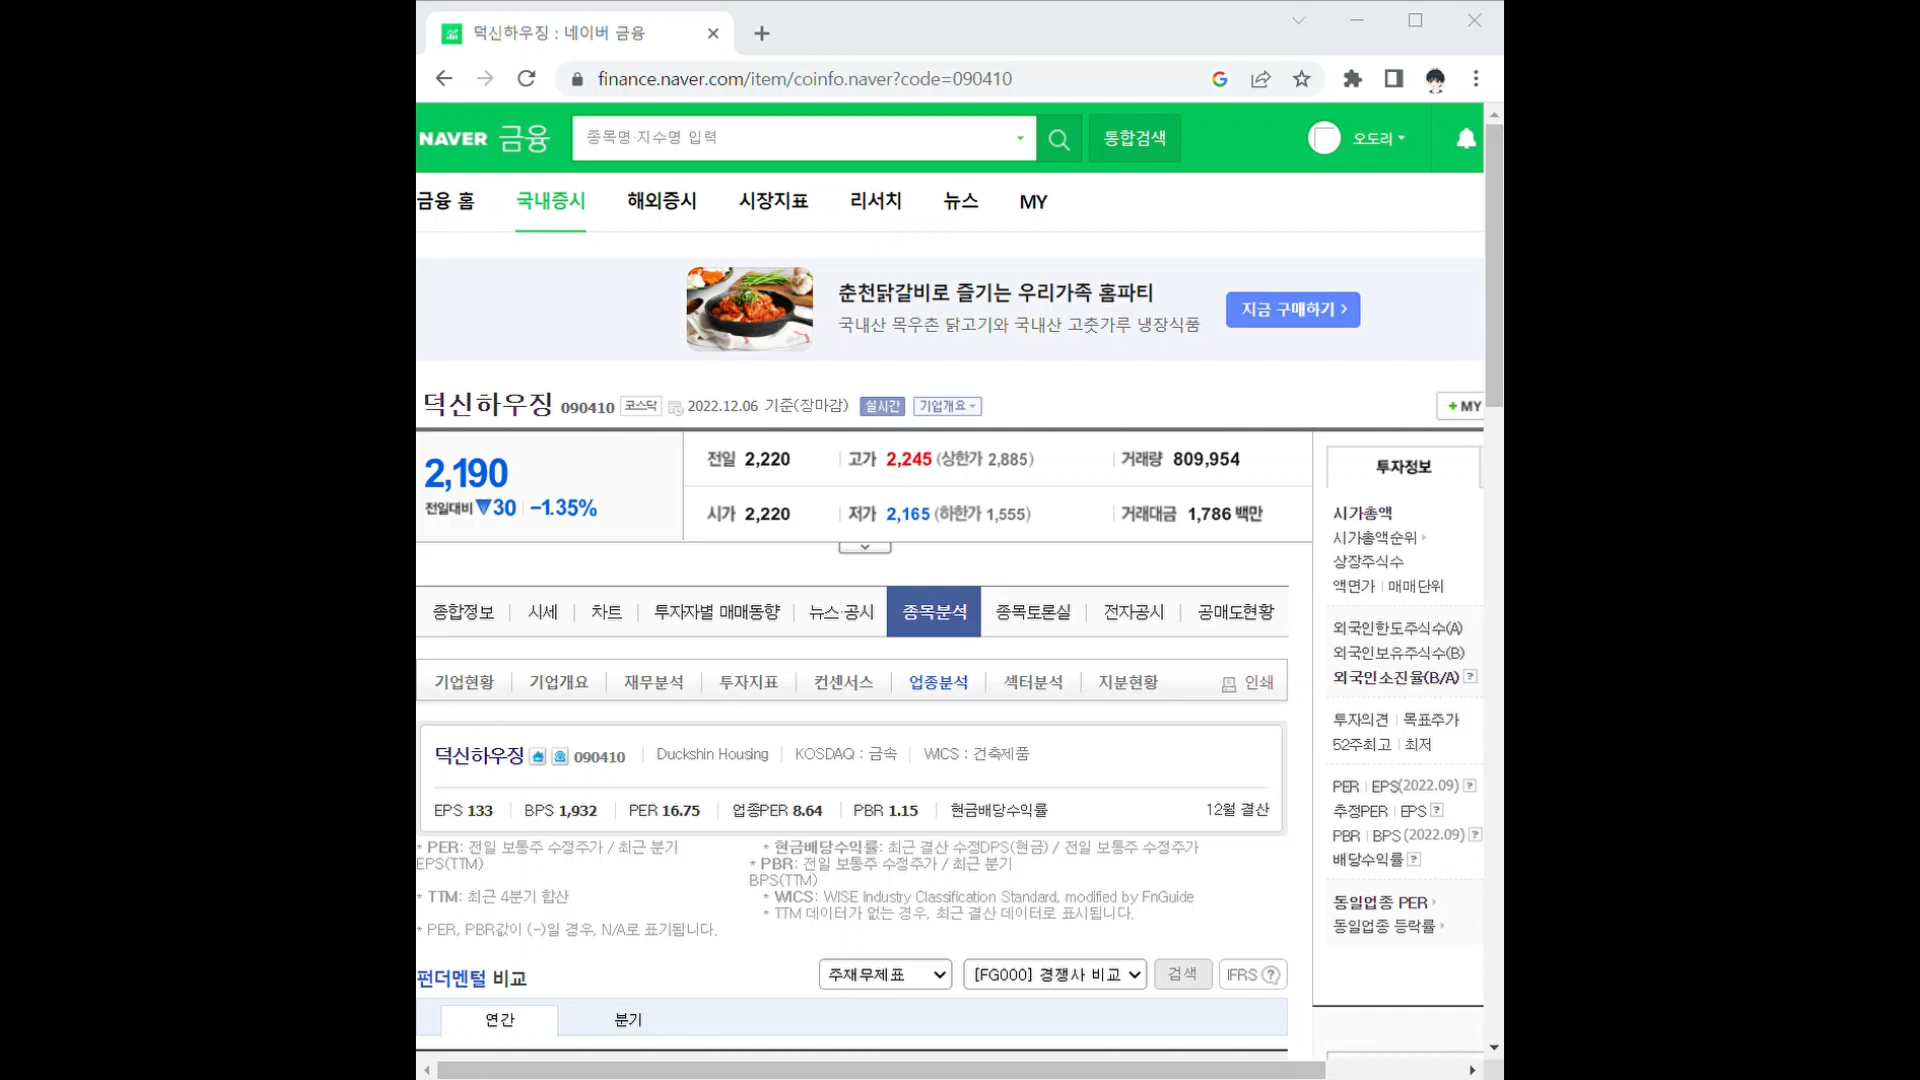 덕신하우징 : 네이버 금융
finance.naver.com/item/coinfo.naver?code=090410
NAVER 금융
종목명·지수명 입력
통합검색
오도리
금융 홈 국내증시 해외증시 시장지표 리서치 뉴스 MY
춘천닭갈비로 즐기는 우리가족 홈파티
국내산 목우촌 닭고기와 국내산 고춧가루 냉장식품
지금 구매하기 >
덕신하우징 090410 코스닥 2022.12.06 기준(장마감) 실시간 기업개요
+ MY
2,190
전일대비 ▼30 -1.35%
전일 2,220 고가 2,245 (상한가 2,885) 거래량 809,954
시가 2,220 저가 2,165 (하한가 1,555) 거래대금 1,786 백만
종합정보 시세 차트 투자자별 매매동향 뉴스·공시 종목분석 종목토론실 전자공시 공매도현황
기업현황 기업개요 재무분석 투자지표 컨센서스 업종분석 섹터분석 지분현황 인쇄
덕신하우징 090410 Duckshin Housing KOSDAQ : 금속 WICS : 건축제품
EPS 133 BPS 1,932 PER 16.75 업종PER 8.64 PBR 1.15 현금배당수익률 12월 결산
* PER: 전일 보통주 수정주가 / 최근 분기
EPS(TTM)
* TTM: 최근 4분기 합산
* PER, PBR값이 (-)일 경우, N/A로 표기됩니다.
* 현금배당수익률: 최근 결산 수정DPS(현금) / 전일 보통주 수정주가
* PBR: 전일 보통주 수정주가 / 최근 분기
BPS(TTM)
* WICS: WISE Industry Classification Standard, modified by FnGuide
* TTM 데이터가 없는 경우, 최근 결산 데이터로 표시됩니다.
펀더멘털 비교
주재무제표 [FG000] 경쟁사 비교 검색 IFRS ?
연간 분기
투자정보
시가총액
시가총액순위
상장주식수
액면가 매매단위
외국인한도주식수(A)
외국인보유주식수(B)
외국인소진율(B/A) ?
투자의견 목표주가
52주최고 최저
PER EPS(2022.09) ?
추정PER EPS ?
PBR BPS (2022.09) ?
배당수익률 ?
동일업종 PER
동일업종 등락률